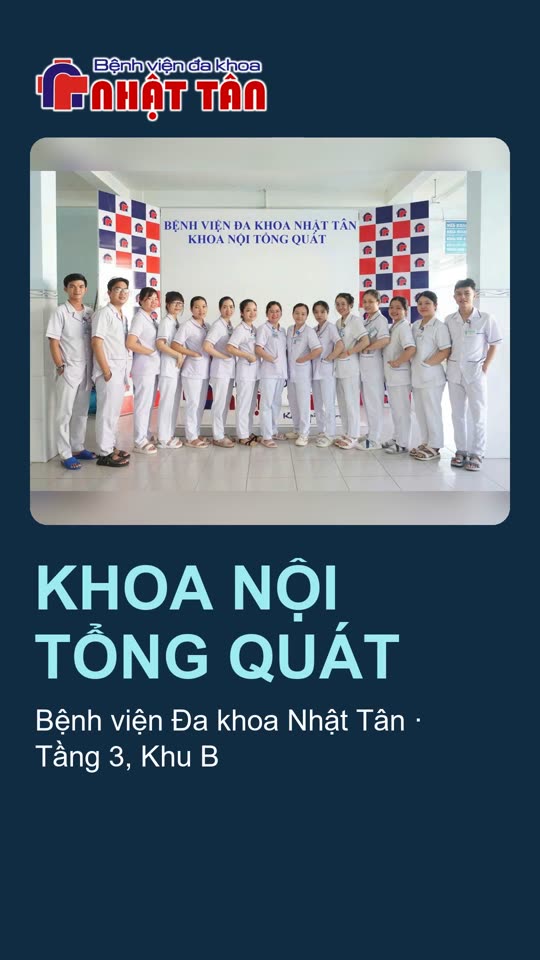 Bệnh viện đa khoa
NHẬT TÂN
BỆNH VIỆN ĐA KHOA NHẬT TÂN
KHOA NỘI TỔNG QUÁT
KHOA NỘI
TỔNG QUÁT
Bệnh viện Đa khoa Nhật Tân ·
Tầng 3, Khu B